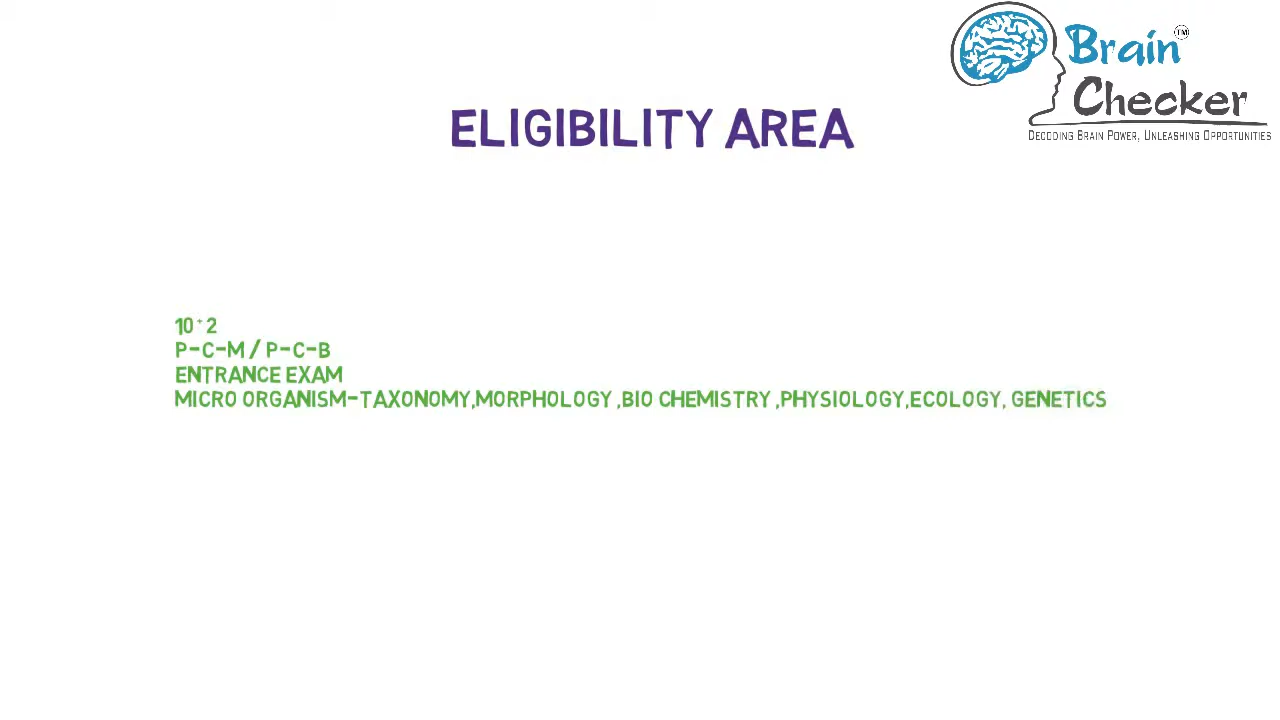 Brain TM
Checker
DECODING BRAIN POWER, UNLEASHING OPPORTUNITIES
ELIGIBILITY AREA
10+2
P-C-M / P-C-B
ENTRANCE EXAM
MICRO ORGANISM-TAXONOMY,MORPHOLOGY ,BIO CHEMISTRY ,PHYSIOLOGY,ECOLOGY, GENETICS